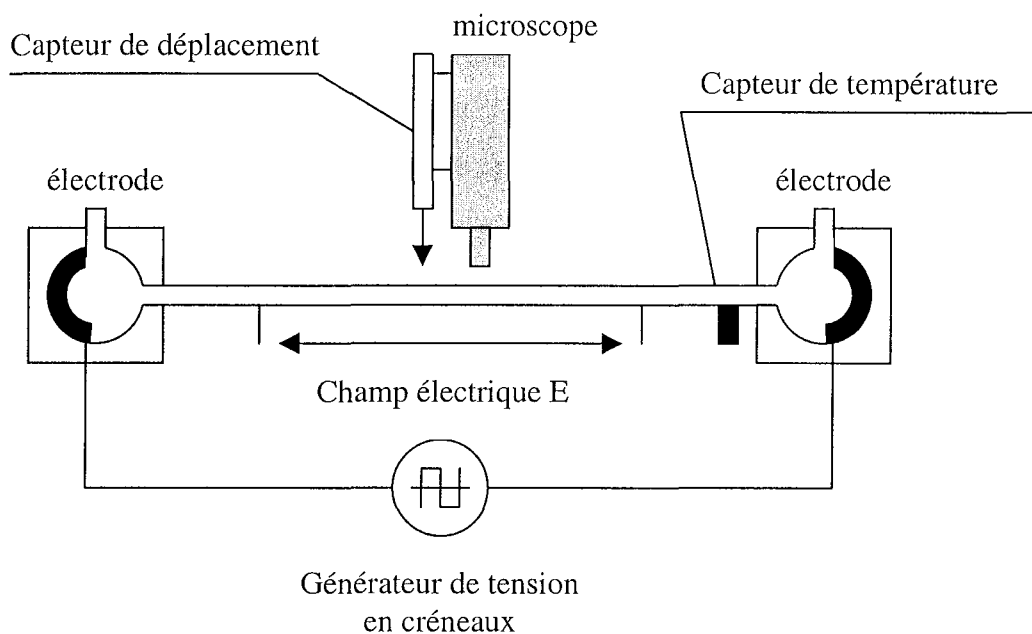 microscope
Capteur de déplacement
Capteur de température
électrode
électrode
Champ électrique E
Générateur de tension
en créneaux